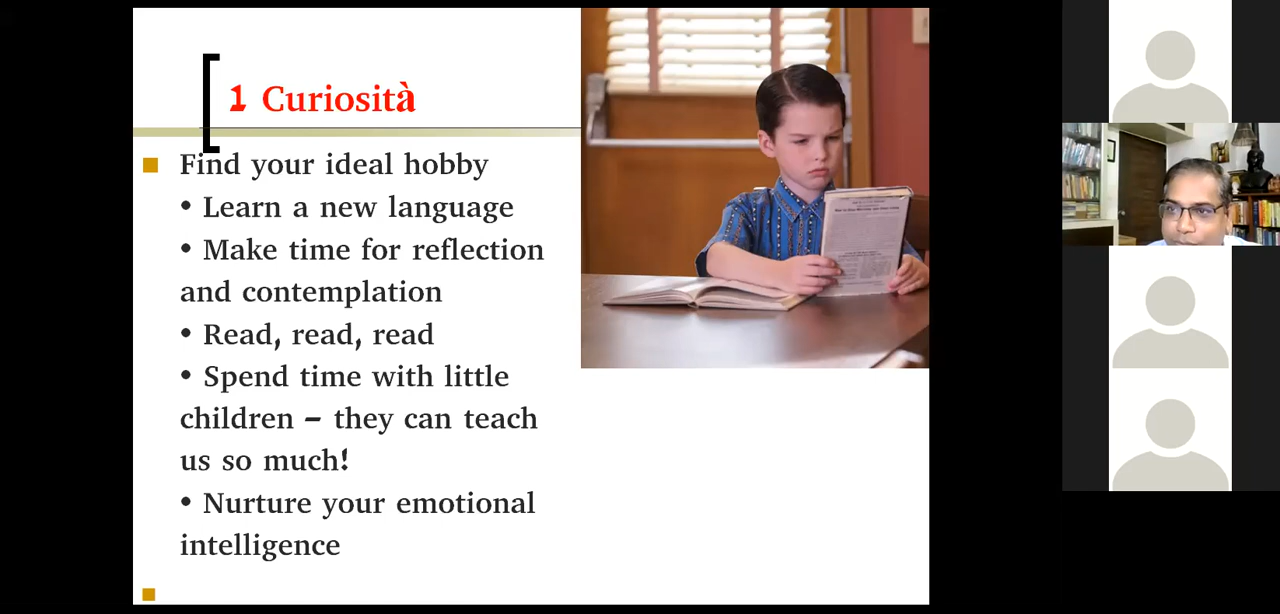 1 Curiosità
Find your ideal hobby
• Learn a new language
• Make time for reflection
and contemplation
• Read, read, read
• Spend time with little
children – they can teach
us so much!
• Nurture your emotional
intelligence